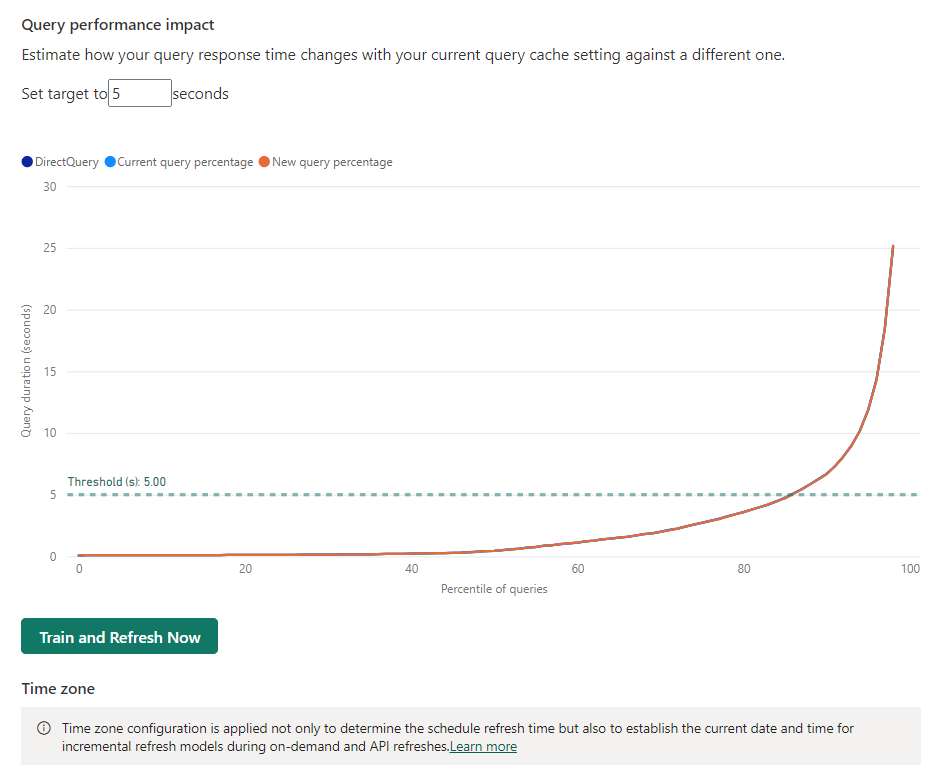 Query performance impact
Estimate how your query response time changes with your current query cache setting against a different one.
Set target to 5 seconds
DirectQuery Current query percentage New query percentage
30
25
20
15
10
5
0
Query duration (seconds)
Threshold (s): 5.00
0 20 40 60 80 100
Percentile of queries
Train and Refresh Now
Time zone
Time zone configuration is applied not only to determine the schedule refresh time but also to establish the current date and time for
incremental refresh models during on-demand and API refreshes.Learn more